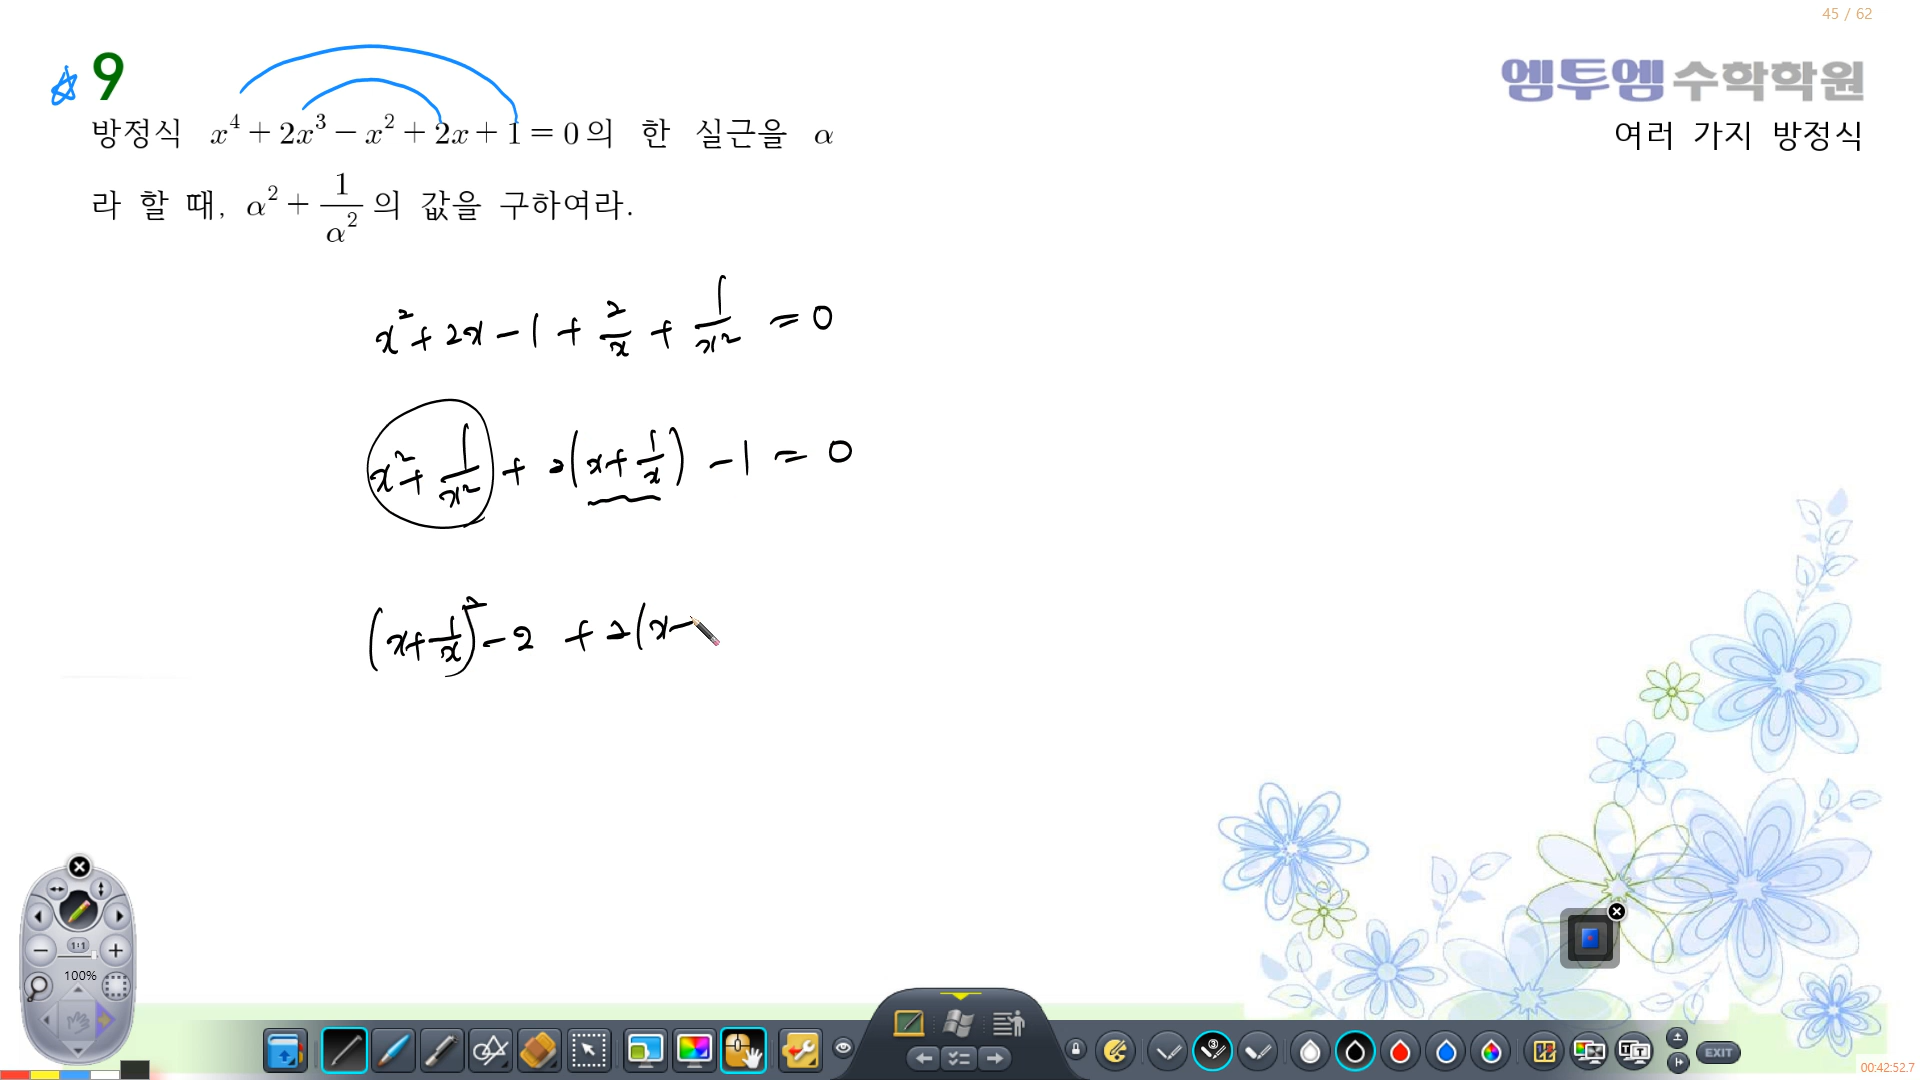 45 / 62
9
엠투엠 수학학원
여러 가지 방정식
방정식 x⁴ + 2x³ − x² + 2x + 1 = 0 의 한 실근을 α
라 할 때, α² + 1/α² 의 값을 구하여라.
x² + 2x − 1 + 2/x + 1/x² = 0
x² + 1/x² + 2(x + 1/x) − 1 = 0
(x + 1/x)² − 2 + 2(x −
1:1
100%
EXIT
00:42:52.7